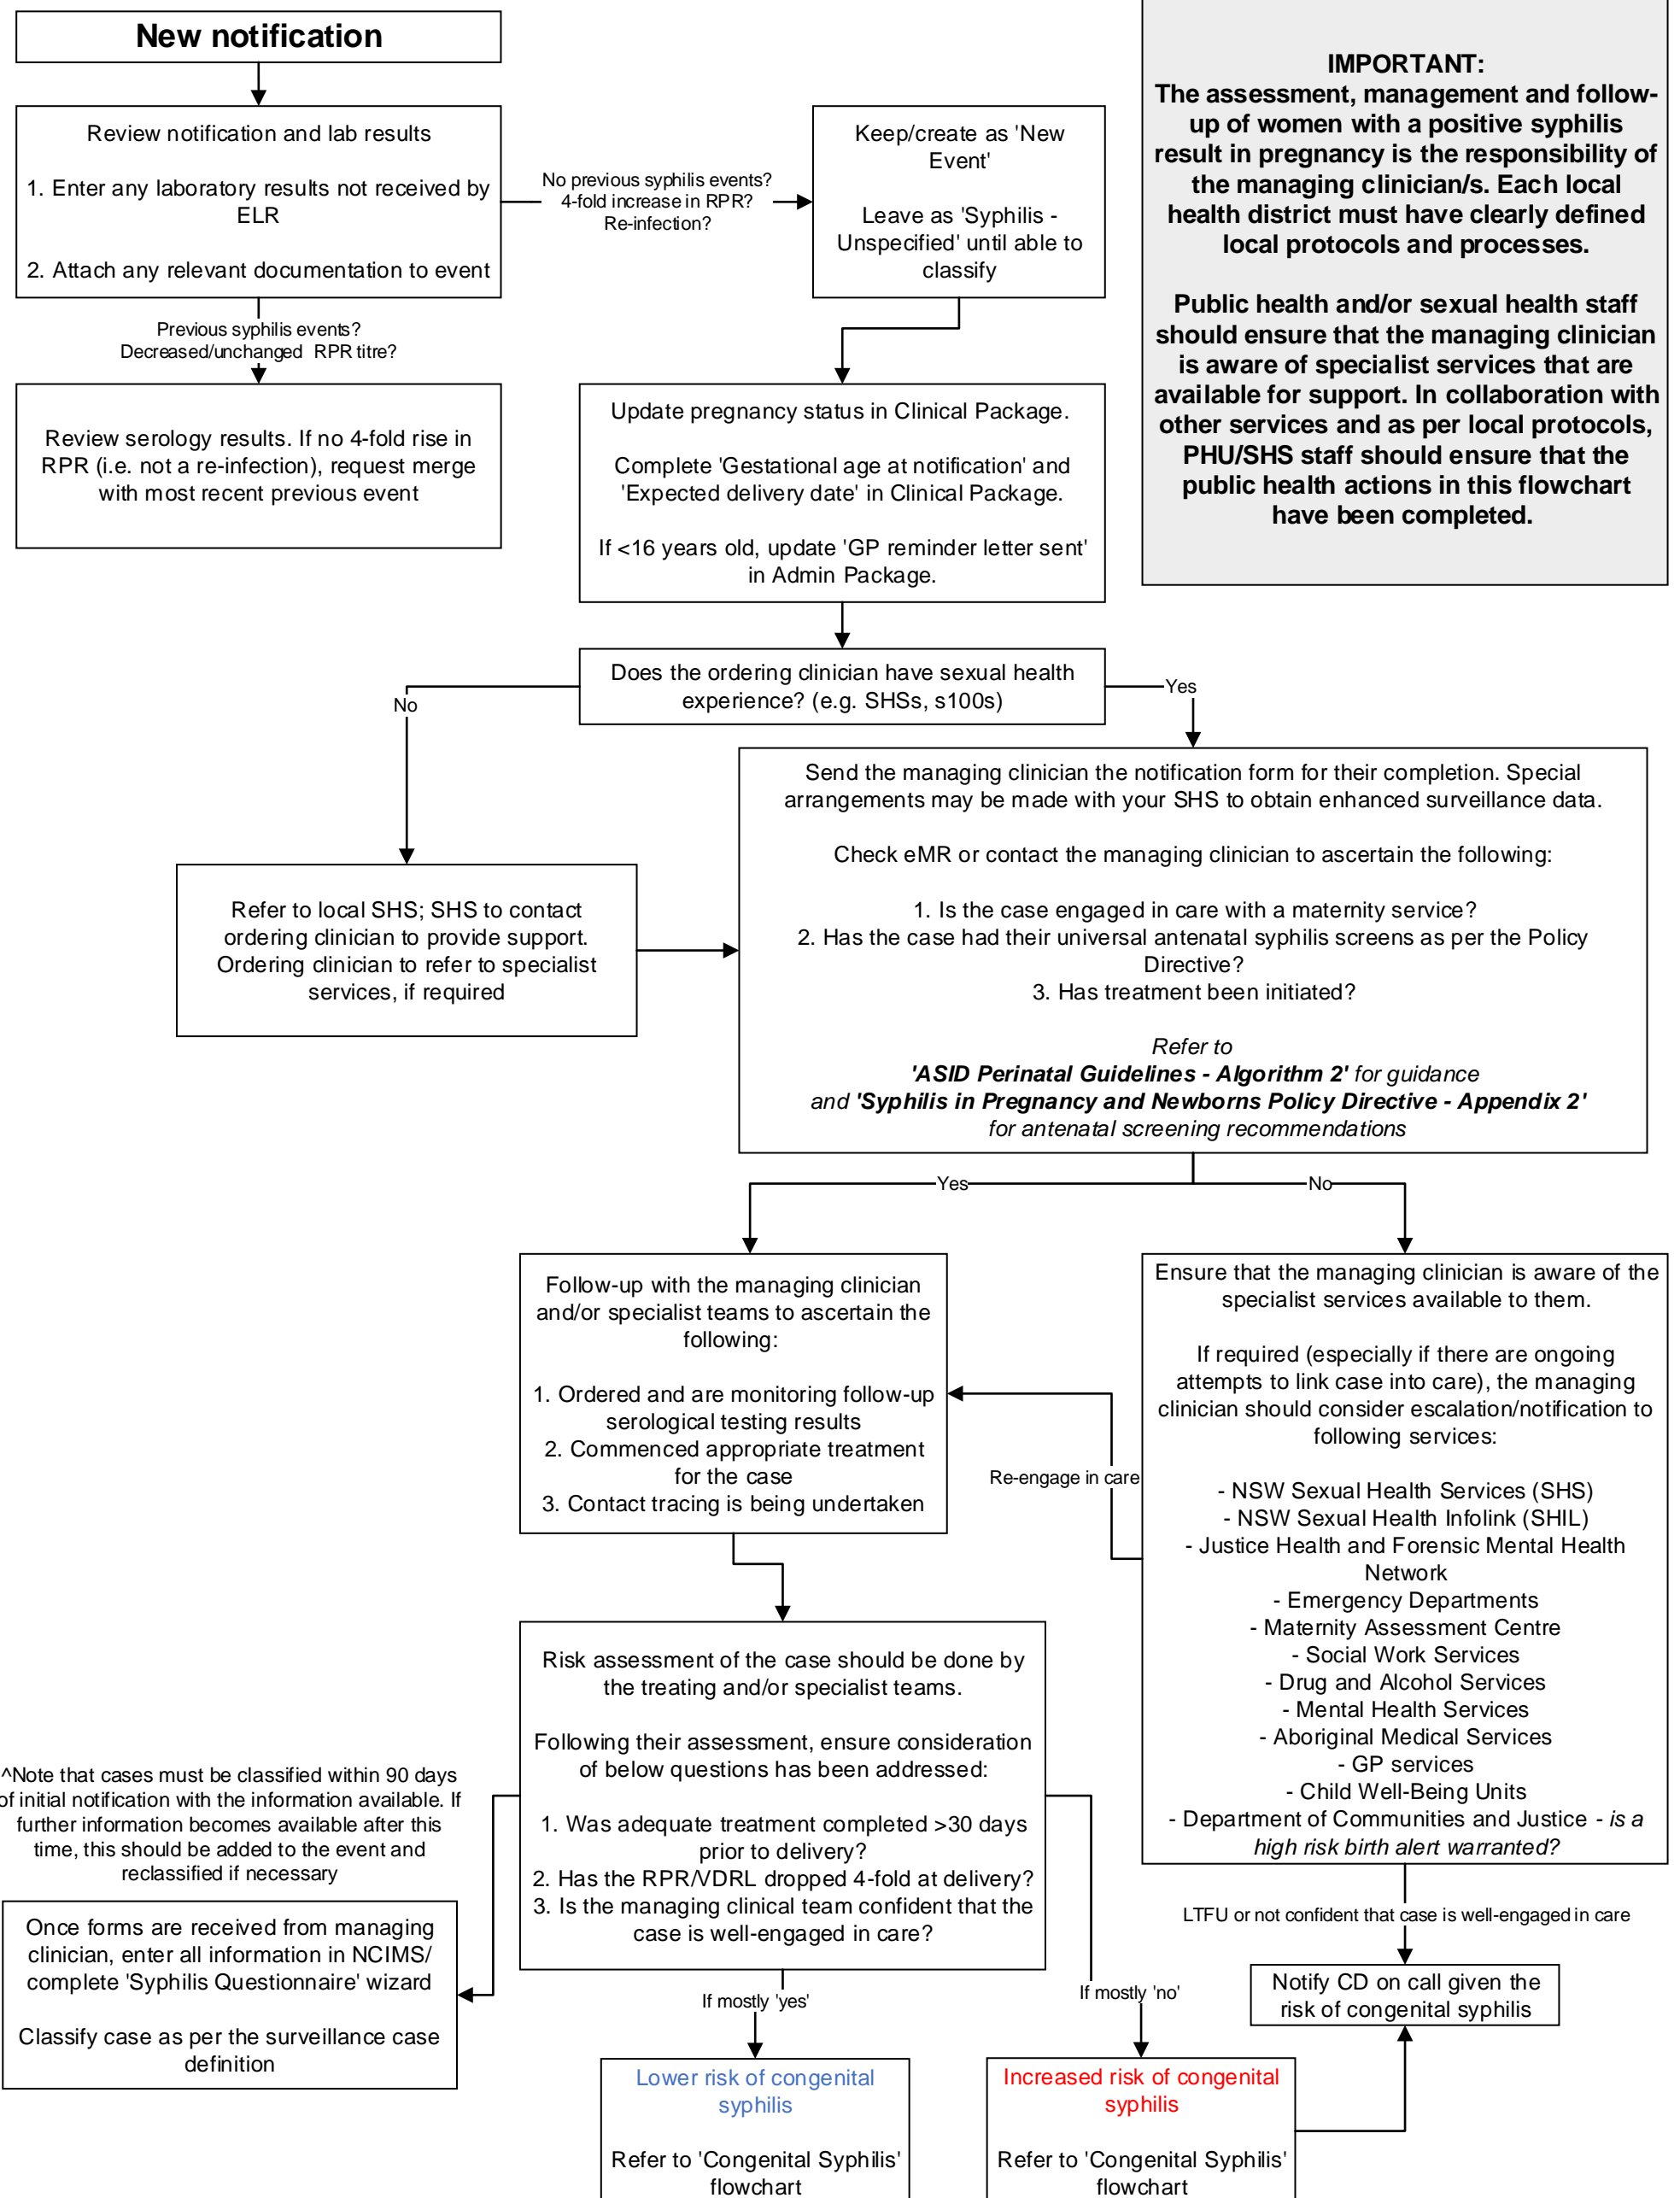 New notification
Review notification and lab results
1. Enter any laboratory results not received by
ELR
2. Attach any relevant documentation to event
No previous syphilis events?
4-fold increase in RPR?
Re-infection?
Keep/create as 'New
Event'
Leave as 'Syphilis -
Unspecified' until able to
classify
IMPORTANT:
The assessment, management and follow-
up of women with a positive syphilis
result in pregnancy is the responsibility of
the managing clinician/s. Each local
health district must have clearly defined
local protocols and processes.
Public health and/or sexual health staff
should ensure that the managing clinician
is aware of specialist services that are
available for support. In collaboration with
other services and as per local protocols,
PHU/SHS staff should ensure that the
public health actions in this flowchart
have been completed.
Previous syphilis events?
Decreased/unchanged RPR titre?
Review serology results. If no 4-fold rise in
RPR (i.e. not a re-infection), request merge
with most recent previous event
Update pregnancy status in Clinical Package.
Complete 'Gestational age at notification' and
'Expected delivery date' in Clinical Package.
If <16 years old, update 'GP reminder letter sent'
in Admin Package.
Does the ordering clinician have sexual health
experience? (e.g. SHSs, s100s)
No
Yes
Refer to local SHS; SHS to contact
ordering clinician to provide support.
Ordering clinician to refer to specialist
services, if required
Send the managing clinician the notification form for their completion. Special
arrangements may be made with your SHS to obtain enhanced surveillance data.
Check eMR or contact the managing clinician to ascertain the following:
1. Is the case engaged in care with a maternity service?
2. Has the case had their universal antenatal syphilis screens as per the Policy
Directive?
3. Has treatment been initiated?
Refer to
'ASID Perinatal Guidelines - Algorithm 2' for guidance
and 'Syphilis in Pregnancy and Newborns Policy Directive - Appendix 2'
for antenatal screening recommendations
Yes
No
Follow-up with the managing clinician
and/or specialist teams to ascertain the
following:
1. Ordered and are monitoring follow-up
serological testing results
2. Commenced appropriate treatment
for the case
3. Contact tracing is being undertaken
Re-engage in care
Ensure that the managing clinician is aware of the
specialist services available to them.
If required (especially if there are ongoing
attempts to link case into care), the managing
clinician should consider escalation/notification to
following services:
- NSW Sexual Health Services (SHS)
- NSW Sexual Health Infolink (SHIL)
- Justice Health and Forensic Mental Health
Network
- Emergency Departments
- Maternity Assessment Centre
- Social Work Services
- Drug and Alcohol Services
- Mental Health Services
- Aboriginal Medical Services
- GP services
- Child Well-Being Units
- Department of Communities and Justice - is a
high risk birth alert warranted?
Risk assessment of the case should be done by
the treating and/or specialist teams.
Following their assessment, ensure consideration
of below questions has been addressed:
1. Was adequate treatment completed >30 days
prior to delivery?
2. Has the RPR/VDRL dropped 4-fold at delivery?
3. Is the managing clinical team confident that the
case is well-engaged in care?
^Note that cases must be classified within 90 days
of initial notification with the information available. If
further information becomes available after this
time, this should be added to the event and
reclassified if necessary
Once forms are received from managing
clinician, enter all information in NCIMS/
complete 'Syphilis Questionnaire' wizard
Classify case as per the surveillance case
definition
If mostly 'yes'
If mostly 'no'
LTFU or not confident that case is well-engaged in care
Notify CD on call given the
risk of congenital syphilis
Lower risk of congenital
syphilis
Refer to 'Congenital Syphilis'
flowchart
Increased risk of congenital
syphilis
Refer to 'Congenital Syphilis'
flowchart